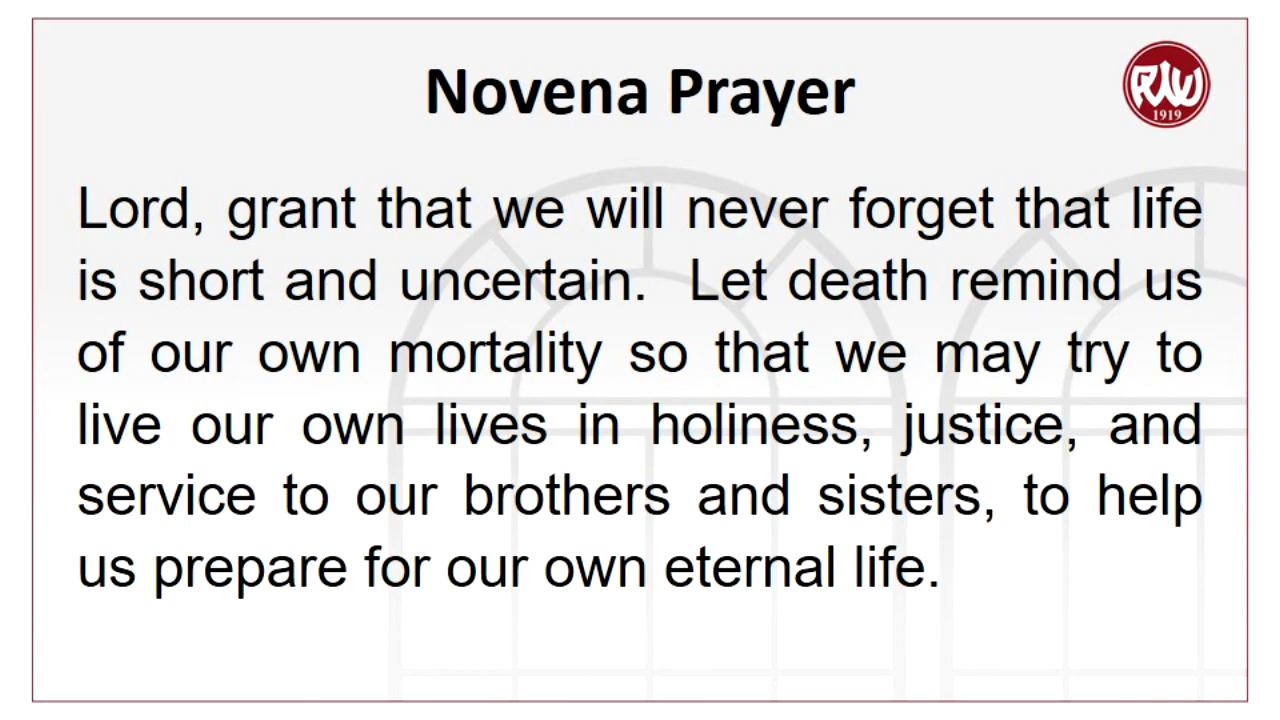 Novena Prayer
RIW
1919
Lord, grant that we will never forget that life
is short and uncertain.  Let death remind us
of our own mortality so that we may try to
live our own lives in holiness, justice, and
service to our brothers and sisters, to help
us prepare for our own eternal life.